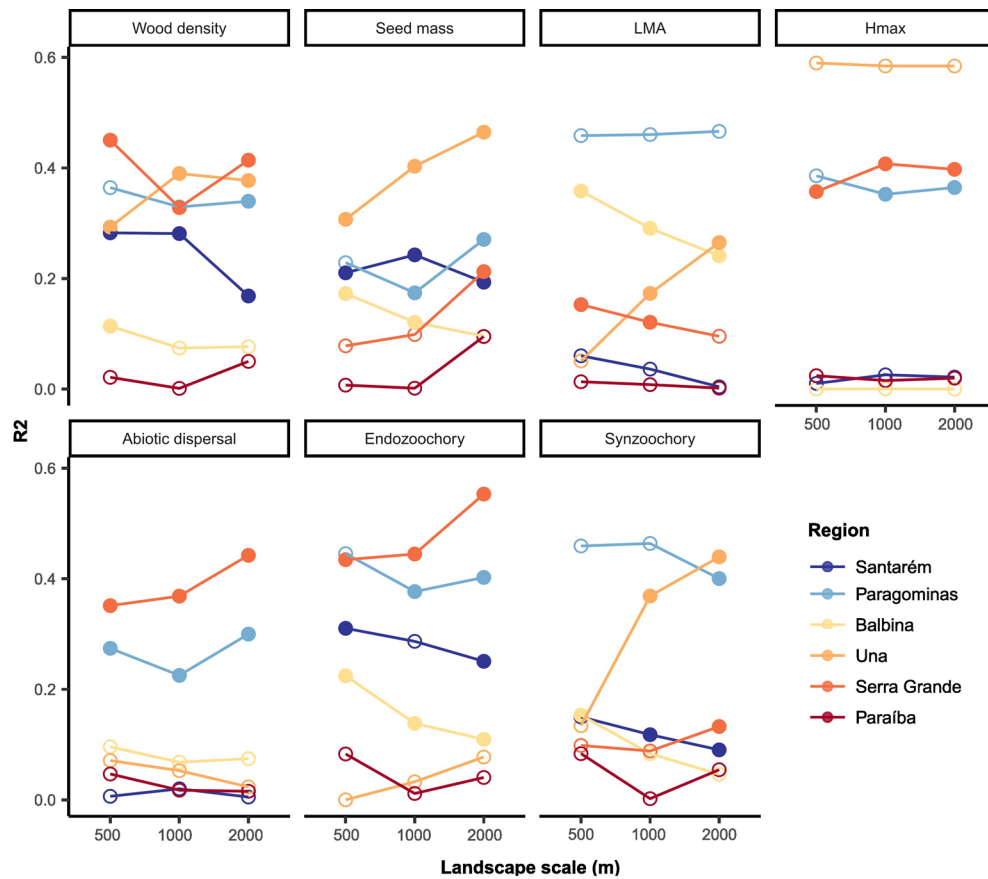 Wood density
Seed mass
LMA
Hmax
0.6
0.4
0.2
0.0
500 1000 2000
R2
Abiotic dispersal
Endozoochory
Synzoochory
0.6
0.4
0.2
0.0
500 1000 2000
500 1000 2000
500 1000 2000
Landscape scale (m)
Region
Santarém
Paragominas
Balbina
Una
Serra Grande
Paraíba